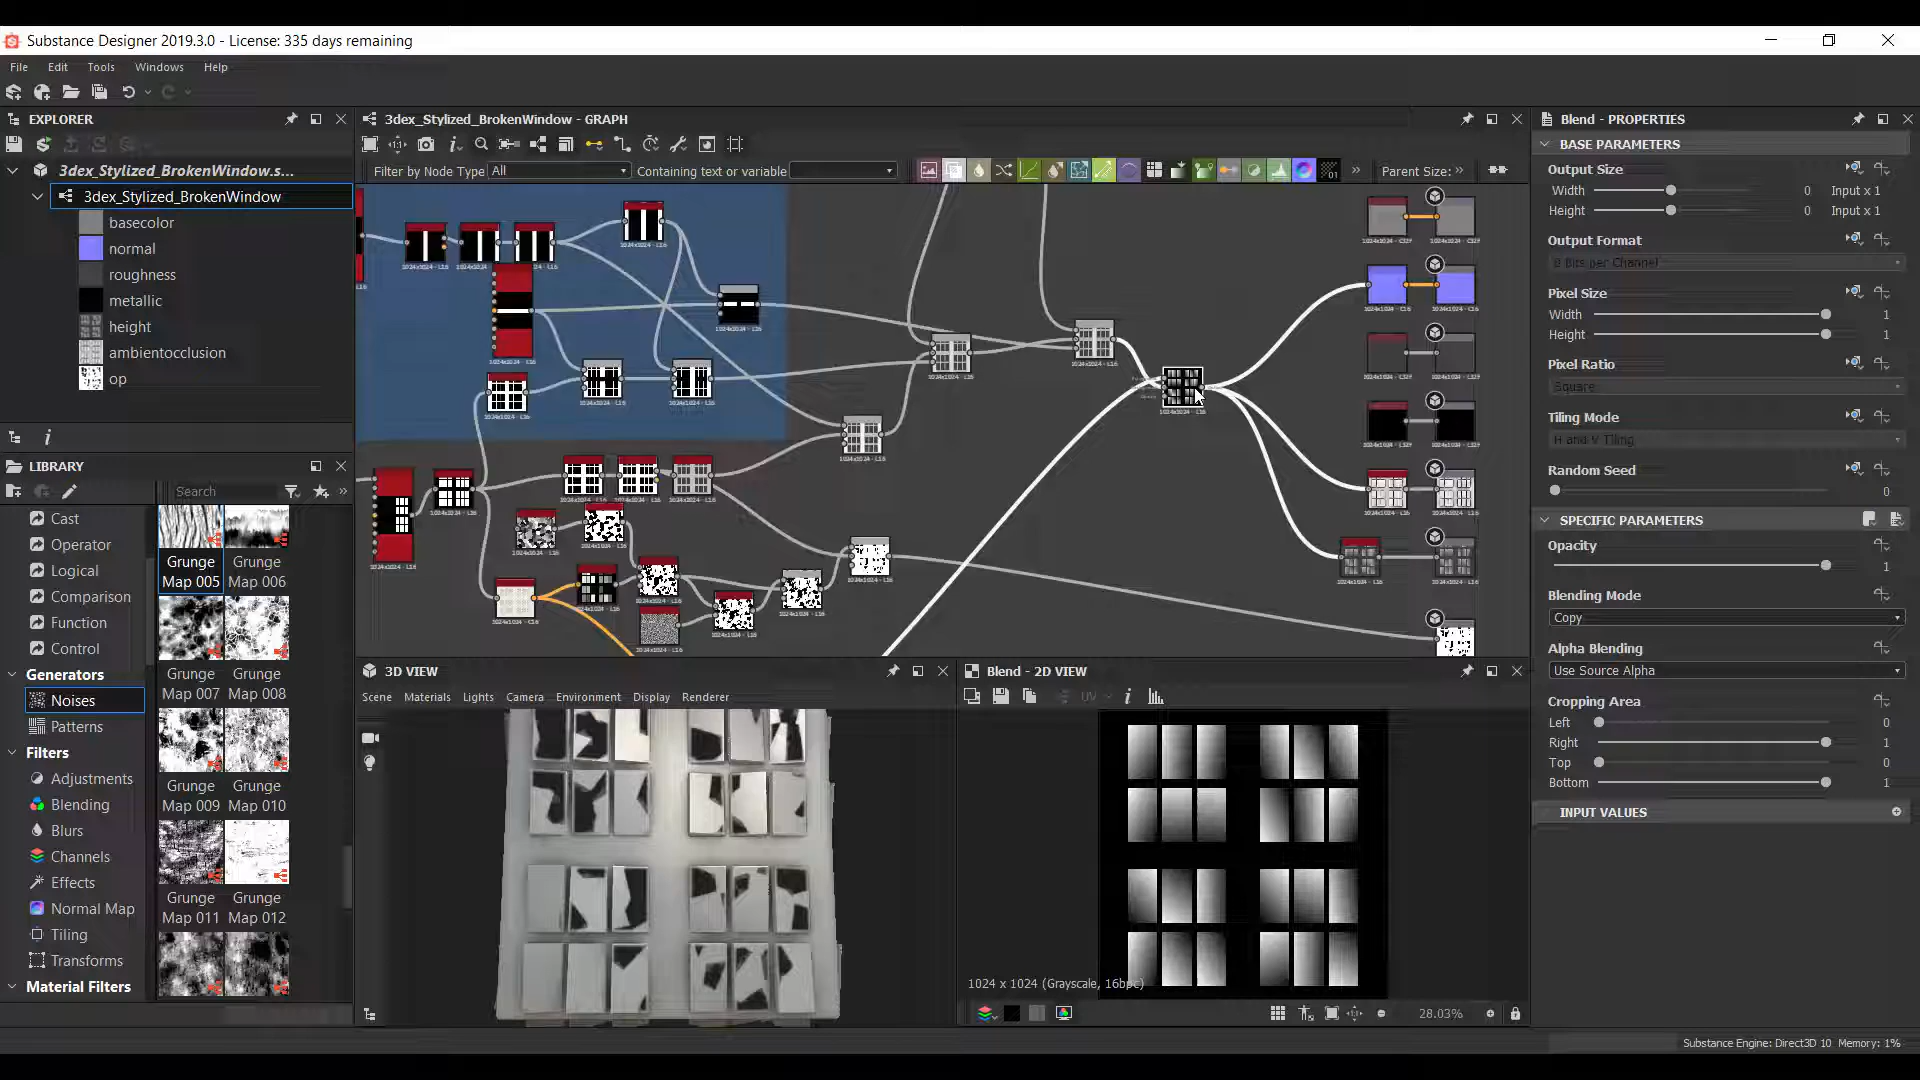 Substance Designer 2019.3.0 - License: 335 days remaining
File Edit Tools Windows Help
EXPLORER
3dex_Stylized_BrokenWindow.s...
3dex_Stylized_BrokenWindow
basecolor
normal
roughness
metallic
height
ambientocclusion
op
LIBRARY
Search
Cast
Operator
Logical
Comparison
Function
Control
Generators
Noises
Patterns
Filters
Adjustments
Blending
Blurs
Channels
Effects
Normal Map
Tiling
Transforms
Material Filters
Grunge Map 005
Grunge Map 006
Grunge Map 007
Grunge Map 008
Grunge Map 009
Grunge Map 010
Grunge Map 011
Grunge Map 012
3dex_Stylized_BrokenWindow - GRAPH
Filter by Node Type All Containing text or variable
Parent Size:
3D VIEW
Scene Materials Lights Camera Environment Display Renderer
Blend - 2D VIEW
UV
1024 x 1024 (Grayscale, 16bpc)
28.03%
Blend - PROPERTIES
BASE PARAMETERS
Output Size
Width 0 Input x 1
Height 0 Input x 1
Output Format
8 Bits per Channel
Pixel Size
Width 1
Height 1
Pixel Ratio
Square
Tiling Mode
H and V Tiling
Random Seed
0
SPECIFIC PARAMETERS
Opacity
1
Blending Mode
Copy
Alpha Blending
Use Source Alpha
Cropping Area
Left 0
Right 1
Top 0
Bottom 1
INPUT VALUES
Substance Engine: Direct3D 10 Memory: 1%